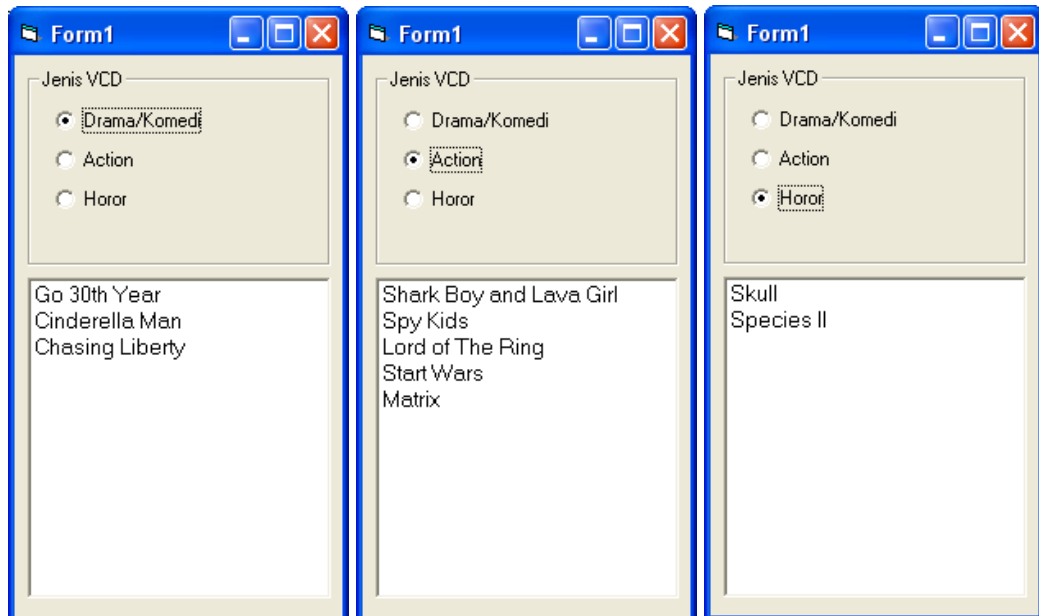 Form1
Jenis VCD
Drama/Komedi
Action
Horor
Go 30th Year
Cinderella Man
Chasing Liberty
Form1
Jenis VCD
Drama/Komedi
Action
Horor
Shark Boy and Lava Girl
Spy Kids
Lord of The Ring
Start Wars
Matrix
Form1
Jenis VCD
Drama/Komedi
Action
Horor
Skull
Species II